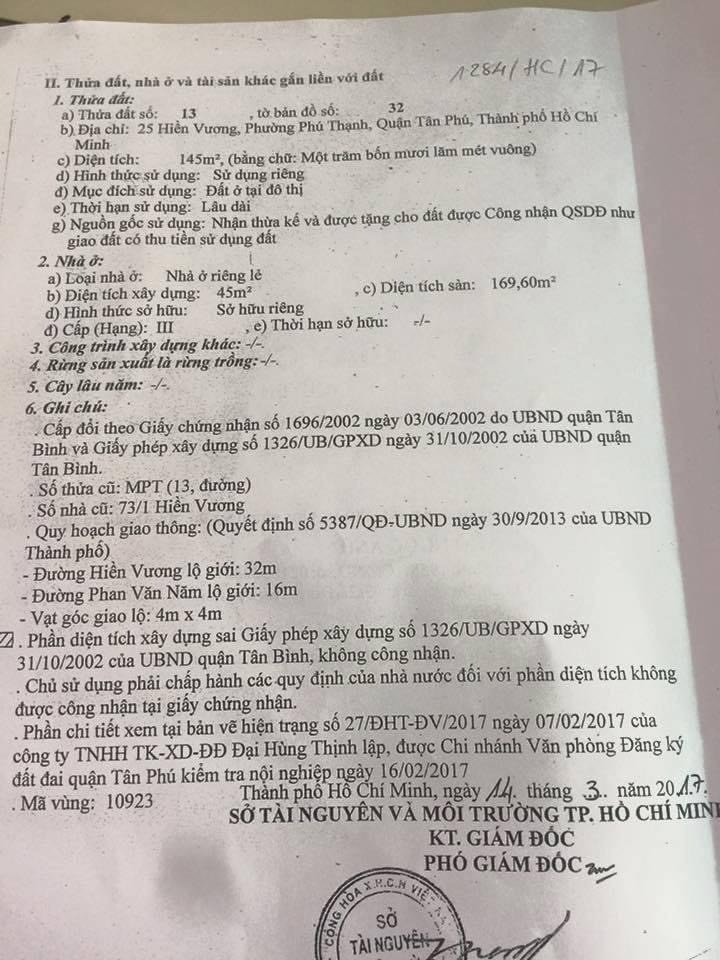 1284/HC/17
II. Thửa đất, nhà ở và tài sản khác gắn liền với đất
1. Thửa đất:
a) Thửa đất số: 13 , tờ bản đồ số: 32
b) Địa chỉ: 25 Hiền Vương, Phường Phú Thạnh, Quận Tân Phú, Thành phố Hồ Chí
Minh
c) Diện tích: 145m², (bằng chữ: Một trăm bốn mươi lăm mét vuông)
d) Hình thức sử dụng: Sử dụng riêng
đ) Mục đích sử dụng: Đất ở tại đô thị
e) Thời hạn sử dụng: Lâu dài
g) Nguồn gốc sử dụng: Nhận thừa kế và được tặng cho đất được Công nhận QSDĐ như
giao đất có thu tiền sử dụng đất
2. Nhà ở:
a) Loại nhà ở: Nhà ở riêng lẻ
b) Diện tích xây dựng: 45m² , c) Diện tích sàn: 169,60m²
d) Hình thức sở hữu: Sở hữu riêng
đ) Cấp (Hạng): III , e) Thời hạn sở hữu: -/-
3. Công trình xây dựng khác: -/-.
4. Rừng sản xuất là rừng trồng: -/-.
5. Cây lâu năm: -/-.
6. Ghi chú:
. Cấp đổi theo Giấy chứng nhận số 1696/2002 ngày 03/06/2002 do UBND quận Tân
Bình và Giấy phép xây dựng số 1326/UB/GPXD ngày 31/10/2002 của UBND quận
Tân Bình.
. Số thửa cũ: MPT (13, đường)
. Số nhà cũ: 73/1 Hiền Vương
. Quy hoạch giao thông: (Quyết định số 5387/QĐ-UBND ngày 30/9/2013 của UBND
Thành phố)
- Đường Hiền Vương lộ giới: 32m
- Đường Phan Văn Năm lộ giới: 16m
- Vạt góc giao lộ: 4m x 4m
. Phần diện tích xây dựng sai Giấy phép xây dựng số 1326/UB/GPXD ngày
31/10/2002 của UBND quận Tân Bình, không công nhận.
. Chủ sử dụng phải chấp hành các quy định của nhà nước đối với phần diện tích không
được công nhận tại giấy chứng nhận.
. Phần chi tiết xem tại bản vẽ hiện trạng số 27/ĐHT-ĐV/2017 ngày 07/02/2017 của
công ty TNHH TK-XD-ĐĐ Đại Hùng Thịnh lập, được Chi nhánh Văn phòng Đăng ký
đất đai quận Tân Phú kiểm tra nội nghiệp ngày 16/02/2017
. Mã vùng: 10923
Thành phố Hồ Chí Minh, ngày 14. tháng 3.. năm 2017.
SỞ TÀI NGUYÊN VÀ MÔI TRƯỜNG TP. HỒ CHÍ MINH
KT. GIÁM ĐỐC
PHÓ GIÁM ĐỐC
CỘNG HÒA X.H.C.N VIỆT
SỞ
TÀI NGUYÊN